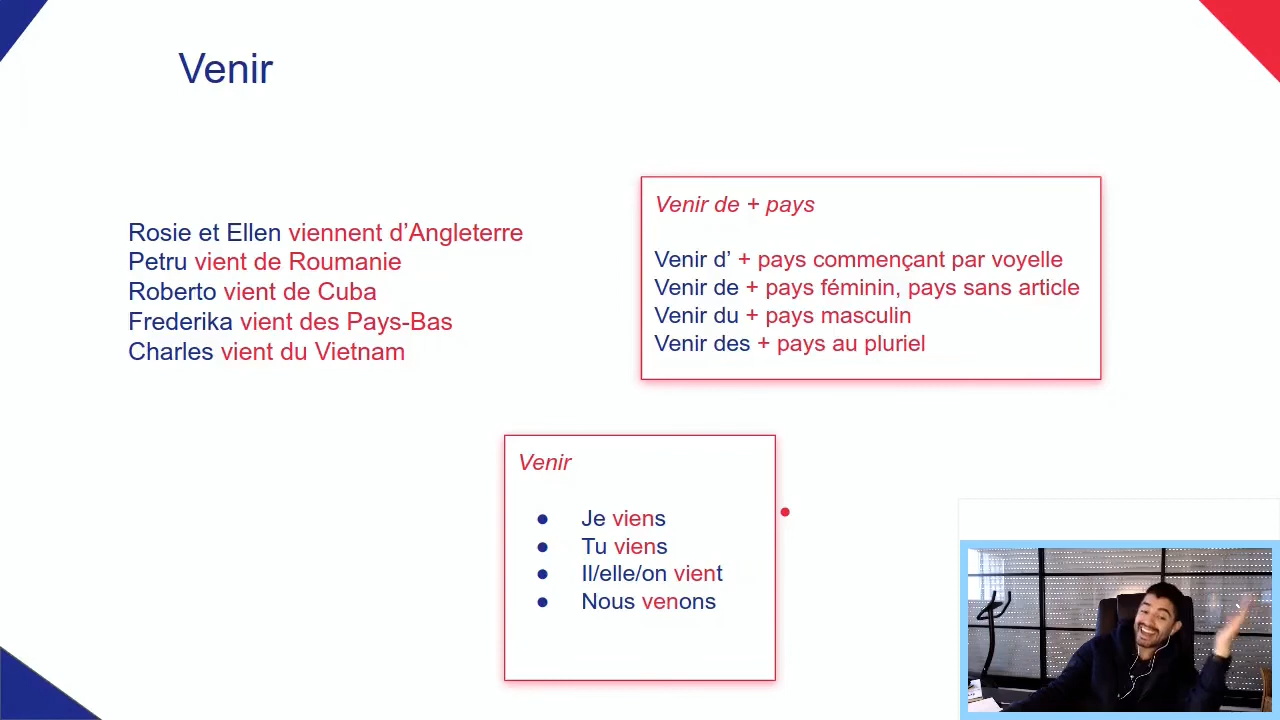 Venir
Rosie et Ellen viennent d’Angleterre
Petru vient de Roumanie
Roberto vient de Cuba
Frederika vient des Pays-Bas
Charles vient du Vietnam
Venir de + pays
Venir d’ + pays commençant par voyelle
Venir de + pays féminin, pays sans article
Venir du + pays masculin
Venir des + pays au pluriel
Venir
● Je viens
● Tu viens
● Il/elle/on vient
● Nous venons